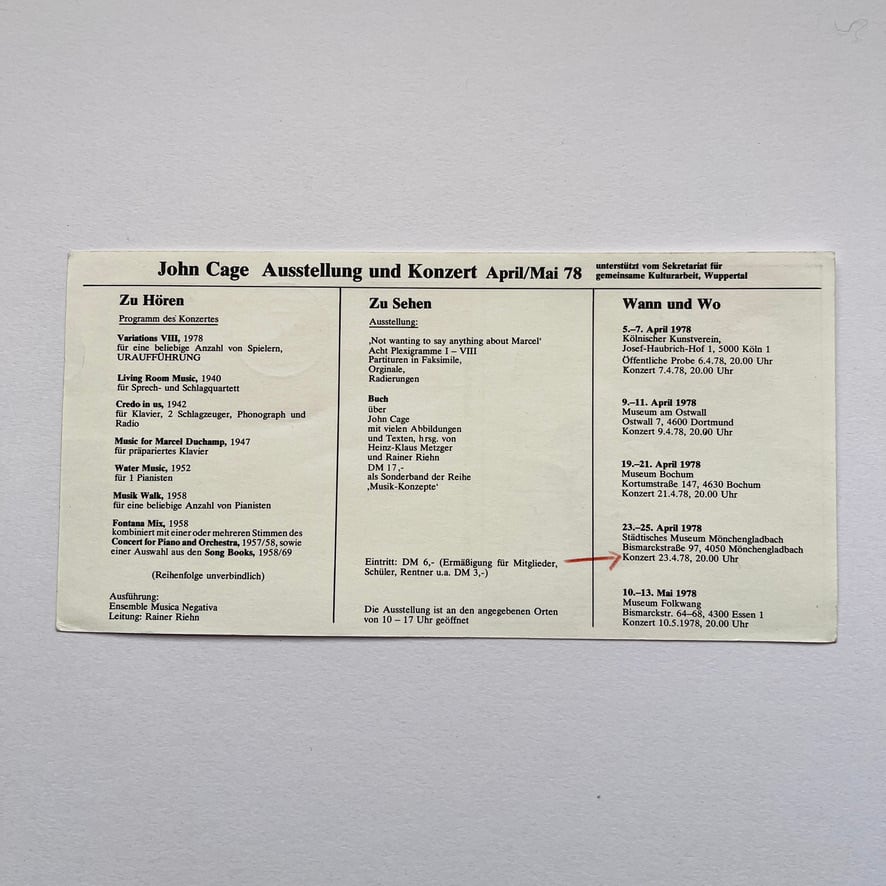 John Cage Ausstellung und Konzert April/Mai 78
unterstützt vom Sekretariat für
gemeinsame Kulturarbeit, Wuppertal
Zu Hören
Programm des Konzertes
Variations VIII, 1978
für eine beliebige Anzahl von Spielern,
URAUFFÜHRUNG
Living Room Music, 1940
für Sprech- und Schlagquartett
Credo in us, 1942
für Klavier, 2 Schlagzeuger, Phonograph und
Radio
Music for Marcel Duchamp, 1947
für präpariertes Klavier
Water Music, 1952
für 1 Pianisten
Musik Walk, 1958
für eine beliebige Anzahl von Pianisten
Fontana Mix, 1958
kombiniert mit einer oder mehreren Stimmen des
Concert for Piano and Orchestra, 1957/58, sowie
einer Auswahl aus den Song Books, 1958/69
(Reihenfolge unverbindlich)
Ausführung:
Ensemble Musica Negativa
Leitung: Rainer Riehn
Zu Sehen
Ausstellung:
‚Not wanting to say anything about Marcel‘
Acht Plexigramme I – VIII
Partituren in Faksimile,
Orginale,
Radierungen
Buch
über
John Cage
mit vielen Abbildungen
und Texten, hrsg. von
Heinz-Klaus Metzger
und Rainer Riehn
DM 17,-
als Sonderband der Reihe
‚Musik-Konzepte‘
Eintritt: DM 6,- (Ermäßigung für Mitglieder,
Schüler, Rentner u.a. DM 3,-)
Die Ausstellung ist an den angegebenen Orten
von 10 – 17 Uhr geöffnet
Wann und Wo
5.–7. April 1978
Kölnischer Kunstverein,
Josef-Haubrich-Hof 1, 5000 Köln 1
Öffentliche Probe 6.4.78, 20.00 Uhr
Konzert 7.4.78, 20.00 Uhr
9.–11. April 1978
Museum am Ostwall
Ostwall 7, 4600 Dortmund
Konzert 9.4.78, 20.00 Uhr
19.–21. April 1978
Museum Bochum
Kortumstraße 147, 4630 Bochum
Konzert 21.4.78, 20.00 Uhr
23.–25. April 1978
Städtisches Museum Mönchengladbach
Bismarckstraße 97, 4050 Mönchengladbach
Konzert 23.4.78, 20.00 Uhr
10.–13. Mai 1978
Museum Folkwang
Bismarckstr. 64–68, 4300 Essen 1
Konzert 10.5.1978, 20.00 Uhr